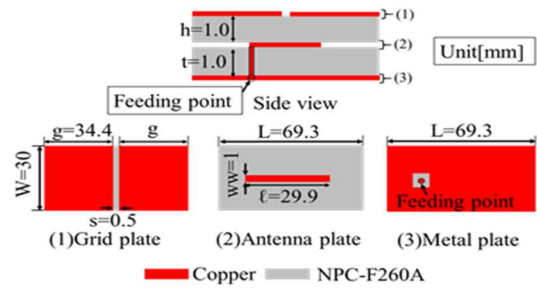 (1)
h=1.0
(2)
t=1.0
(3)
Unit[mm]
Feeding point
Side view
g=34.4
g
L=69.3
L=69.3
W=30
ww=1
ℓ=29.9
Feeding point
s=0.5
(1)Grid plate
(2)Antenna plate
(3)Metal plate
Copper
NPC-F260A